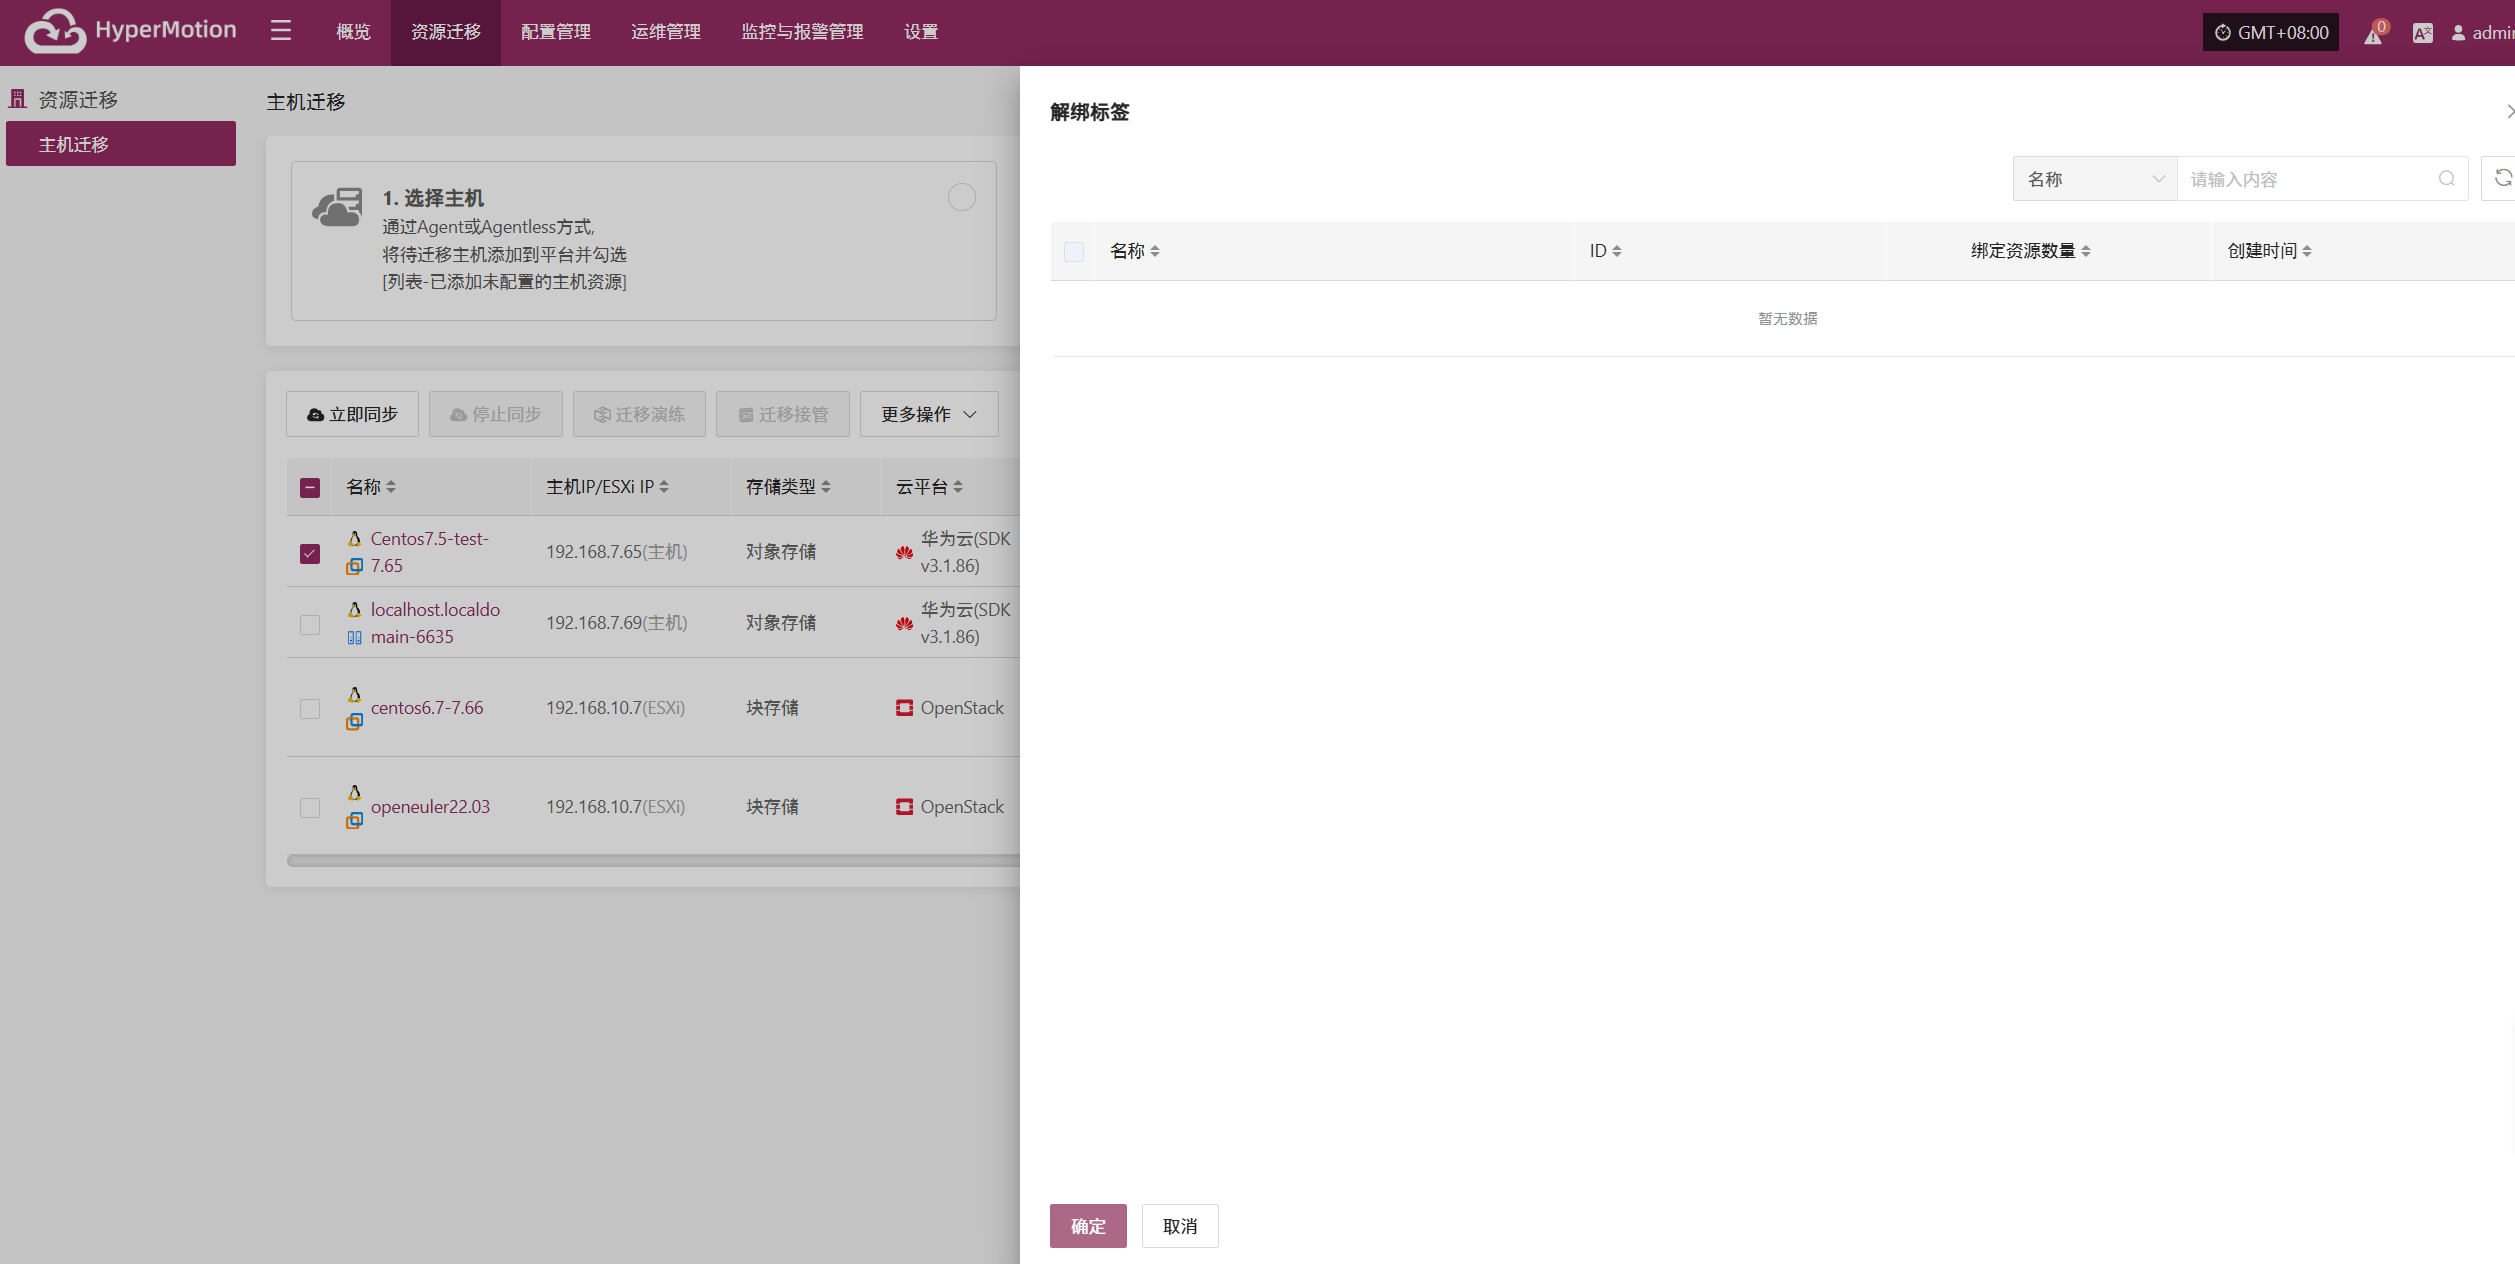 HyperMotion
概览
资源迁移
配置管理
运维管理
监控与报警管理
设置
GMT+08:00
0
资源迁移
主机迁移
主机迁移
1. 选择主机
通过Agent或Agentless方式,
将待迁移主机添加到平台并勾选
[列表-已添加未配置的主机资源]
立即同步
停止同步
迁移演练
迁移接管
更多操作
名称
主机IP/ESXi IP
存储类型
云平台
Centos7.5-test-
7.65
192.168.7.65(主机)
对象存储
华为云(SDK
v3.1.86)
localhost.localdo
main-6635
192.168.7.69(主机)
对象存储
华为云(SDK
v3.1.86)
centos6.7-7.66
192.168.10.7(ESXi)
块存储
OpenStack
openeuler22.03
192.168.10.7(ESXi)
块存储
OpenStack
解绑标签
名称
请输入内容
名称
ID
绑定资源数量
创建时间
暂无数据
确定
取消